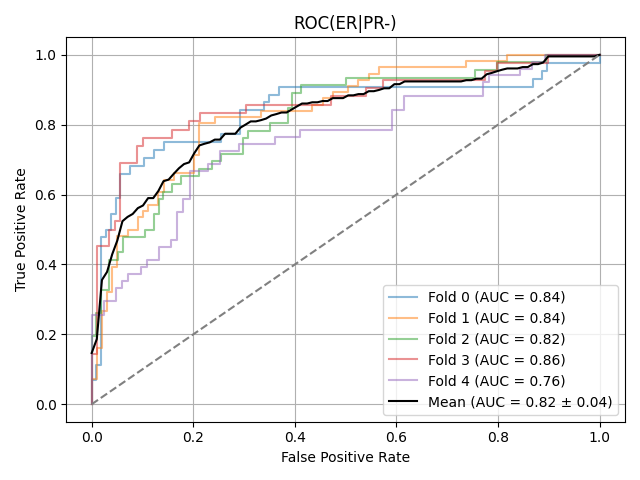 ROC(ER|PR-)
True Positive Rate
1.0
0.8
0.6
0.4
0.2
0.0
Fold 0 (AUC = 0.84)
Fold 1 (AUC = 0.84)
Fold 2 (AUC = 0.82)
Fold 3 (AUC = 0.86)
Fold 4 (AUC = 0.76)
Mean (AUC = 0.82 ± 0.04)
0.0 0.2 0.4 0.6 0.8 1.0
False Positive Rate